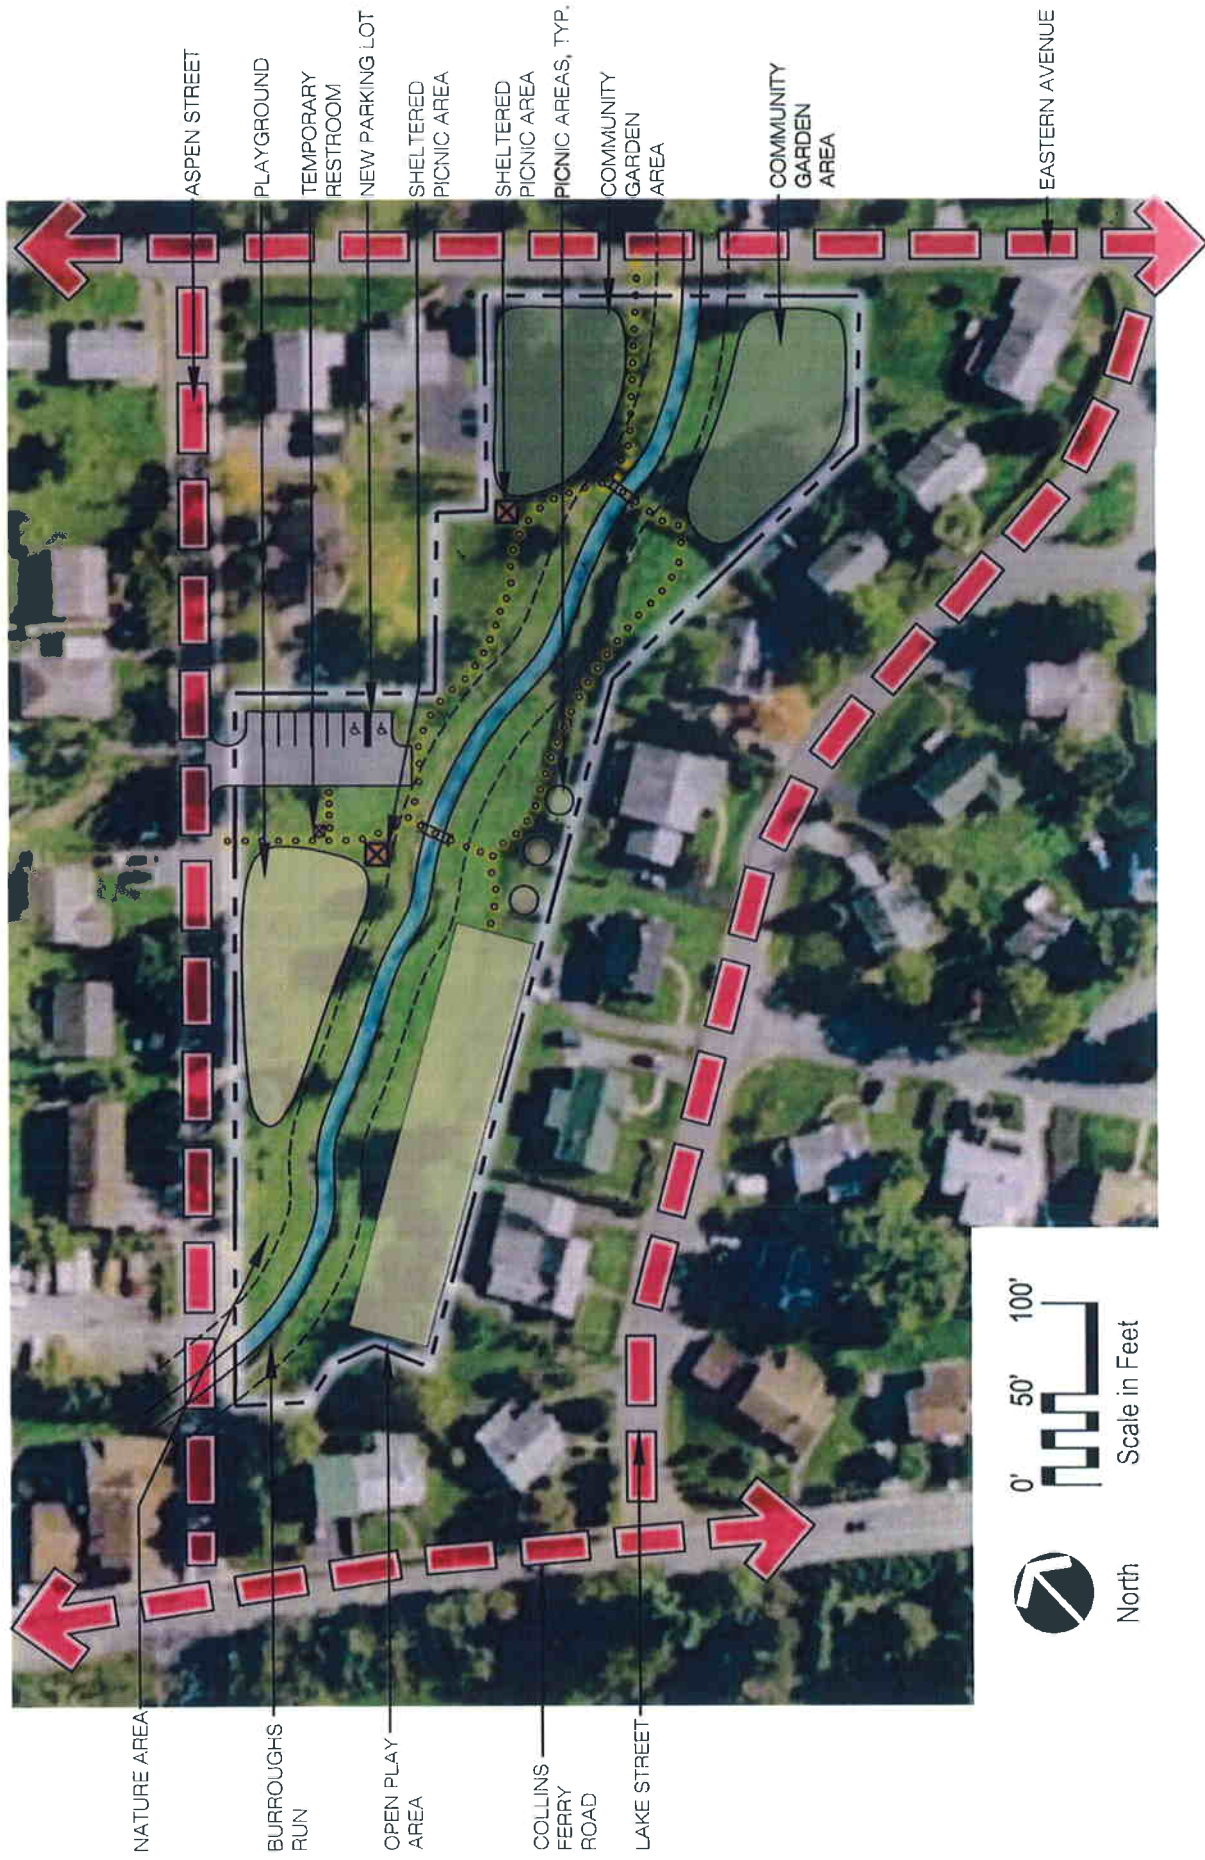 ASPEN STREET
PLAYGROUND
TEMPORARY
RESTROOM
NEW PARKING LOT
SHELTERED
PICNIC AREA
SHELTERED
PICNIC AREA
PICNIC AREAS, TYP.
COMMUNITY
GARDEN
AREA
COMMUNITY
GARDEN
AREA
EASTERN AVENUE
NATURE AREA
BURROUGHS
RUN
OPEN PLAY
AREA
COLLINS
FERRY
ROAD
LAKE STREET
North
0' 50' 100'
Scale in Feet